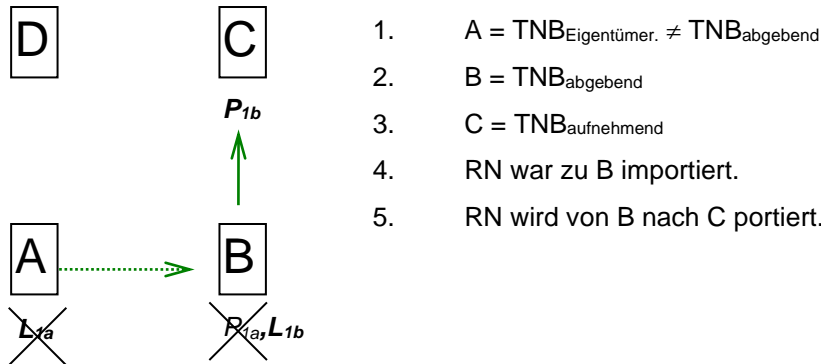 D
C
P1b
A
B
L1a
P1a,L1b
1. A = TNBEigentümer. ≠ TNBabgebend
2. B = TNBabgebend
3. C = TNBaufnehmend
4. RN war zu B importiert.
5. RN wird von B nach C portiert.